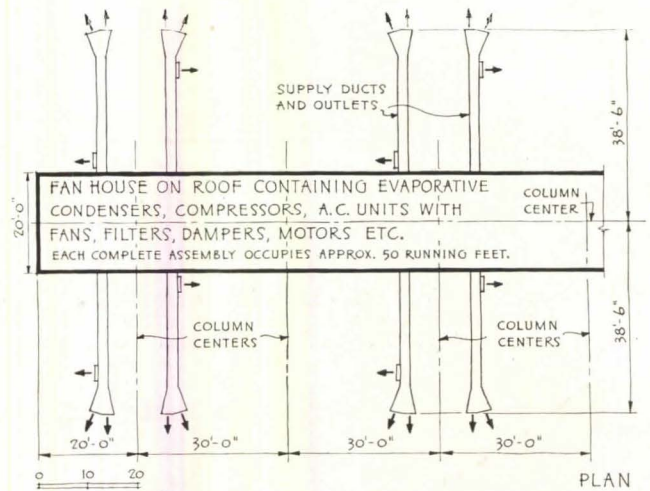 SUPPLY DUCTS
AND OUTLETS
38'-6"
20'-0"
FAN HOUSE ON ROOF CONTAINING EVAPORATIVE
CONDENSERS, COMPRESSORS, A.C. UNITS WITH
FANS, FILTERS, DAMPERS, MOTORS ETC.
EACH COMPLETE ASSEMBLY OCCUPIES APPROX. 50 RUNNING FEET.
COLUMN
CENTER
COLUMN
CENTERS
COLUMN
CENTERS
38'-6"
20'-0"
30'-0"
30'-0"
30'-0"
0 10 20
PLAN